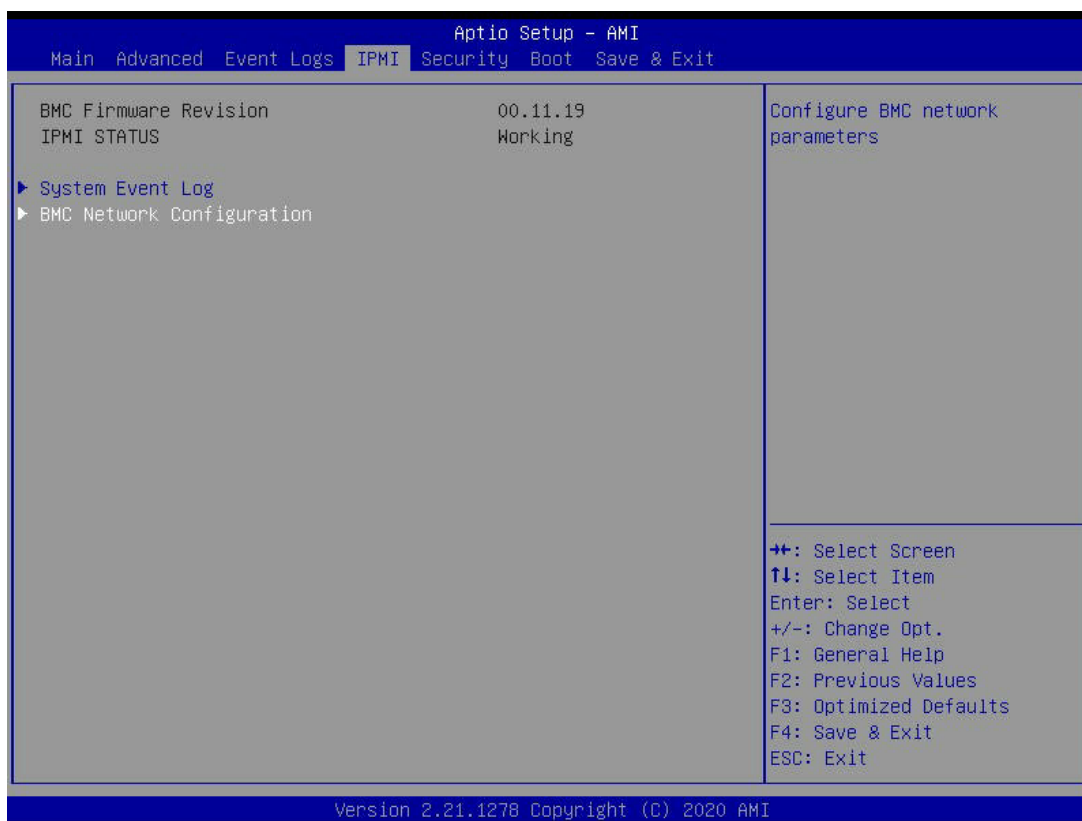 Aptio Setup – AMI
Main Advanced Event Logs IPMI Security Boot Save & Exit
BMC Firmware Revision 00.11.19
IPMI STATUS Working
System Event Log
BMC Network Configuration
Configure BMC network
parameters
→←: Select Screen
↑↓: Select Item
Enter: Select
+/-: Change Opt.
F1: General Help
F2: Previous Values
F3: Optimized Defaults
F4: Save & Exit
ESC: Exit
Version 2.21.1278 Copyright (C) 2020 AMI